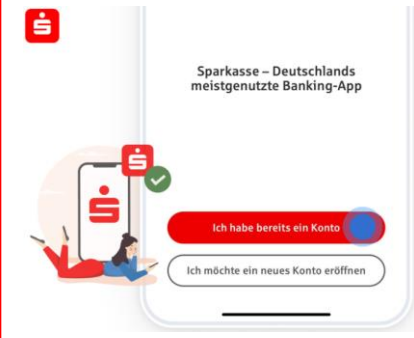 Sparkasse – Deutschlands
meistgenutzte Banking-App
Ich habe bereits ein Konto
Ich möchte ein neues Konto eröffnen